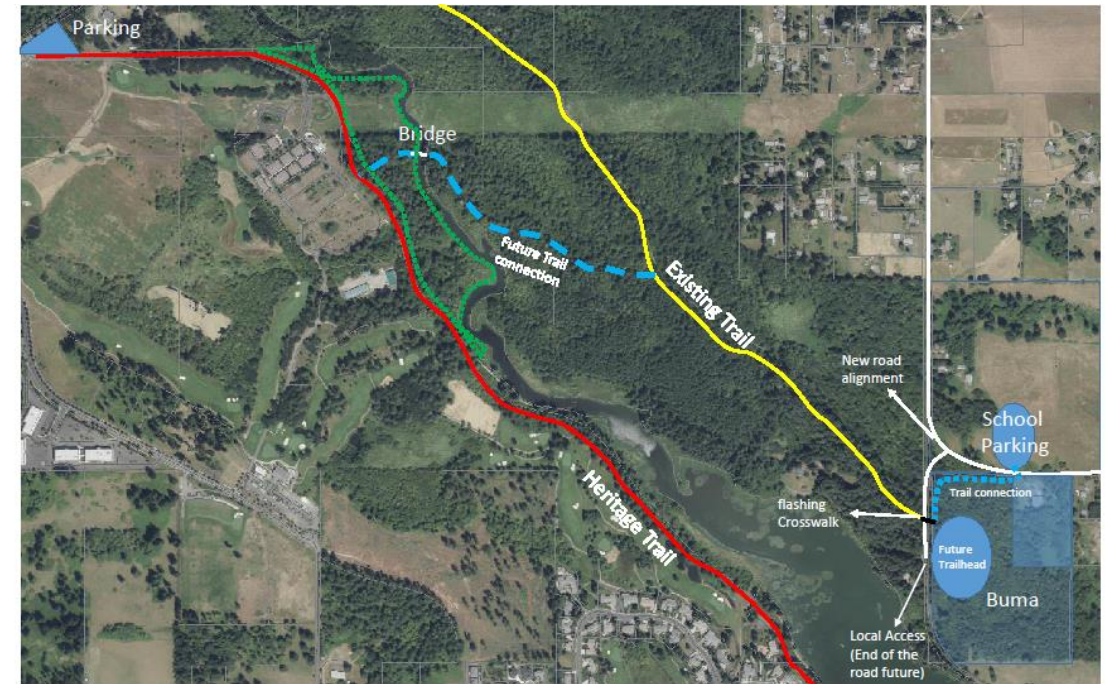 Parking
Bridge
Future Trail
connection
Existing Trail
New road
alignment
School
Parking
Heritage Trail
flashing
Crosswalk
Trail connection
Future
Trailhead
Buma
Local Access
(End of the
road future)